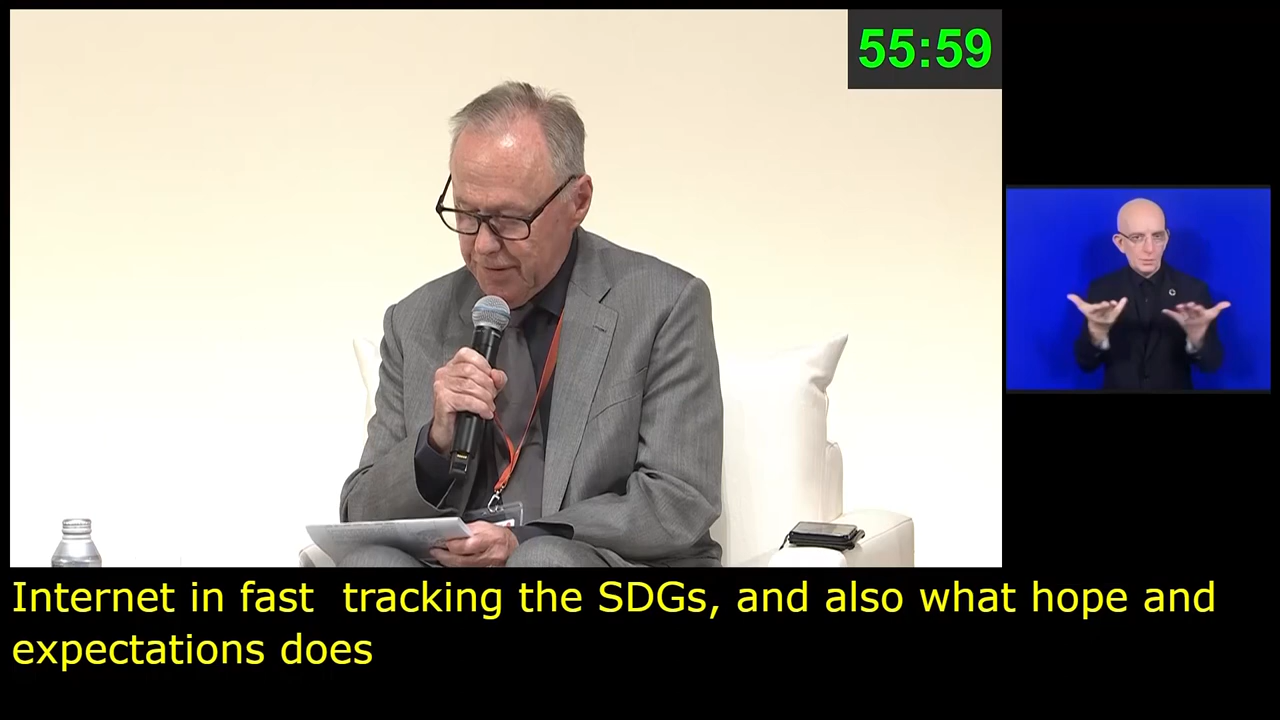 55:59
Internet in fast  tracking the SDGs, and also what hope and
expectations does